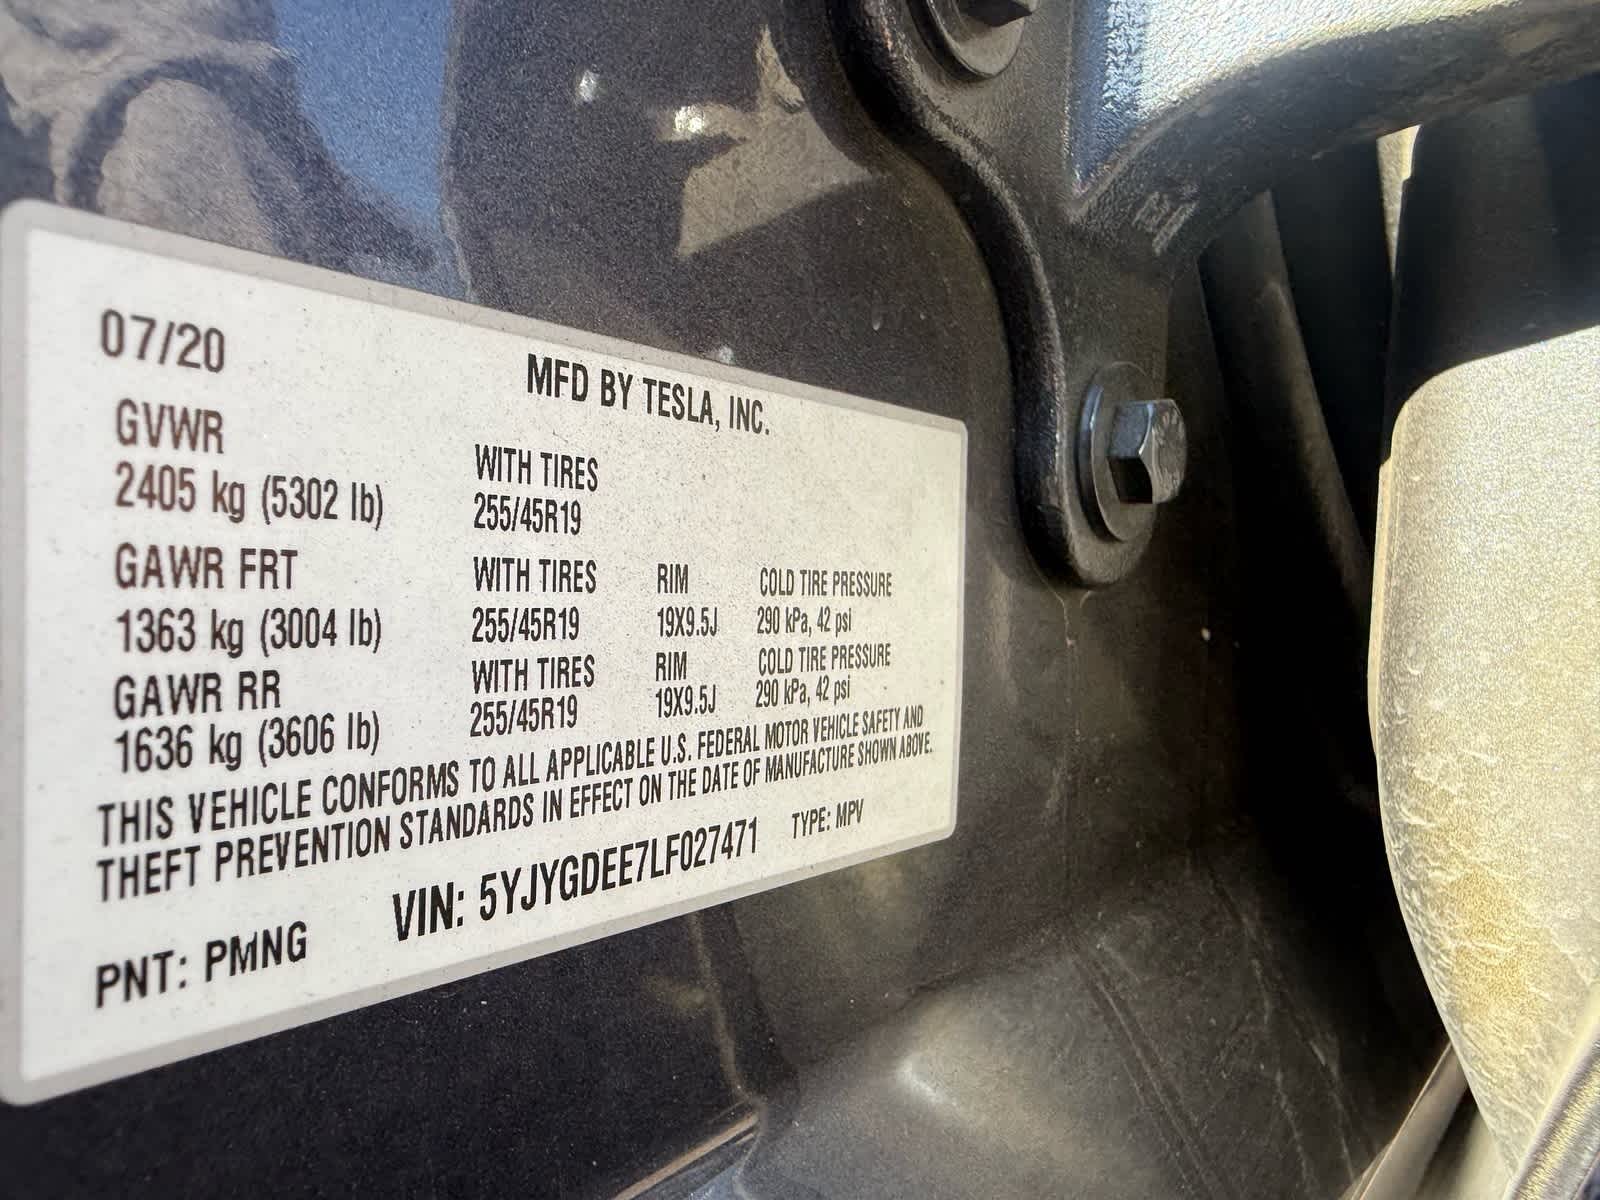 07/20
MFD BY TESLA, INC.
GVWR
2405 kg (5302 lb)
WITH TIRES
255/45R19
GAWR FRT
1363 kg (3004 lb)
WITH TIRES
255/45R19
RIM
19X9.5J
COLD TIRE PRESSURE
290 kPa, 42 psi
GAWR RR
1636 kg (3606 lb)
WITH TIRES
255/45R19
RIM
19X9.5J
COLD TIRE PRESSURE
290 kPa, 42 psi
THIS VEHICLE CONFORMS TO ALL APPLICABLE U.S. FEDERAL MOTOR VEHICLE SAFETY AND
THEFT PREVENTION STANDARDS IN EFFECT ON THE DATE OF MANUFACTURE SHOWN ABOVE.
PNT: PMNG
VIN: 5YJYGDEE7LF027471
TYPE: MPV